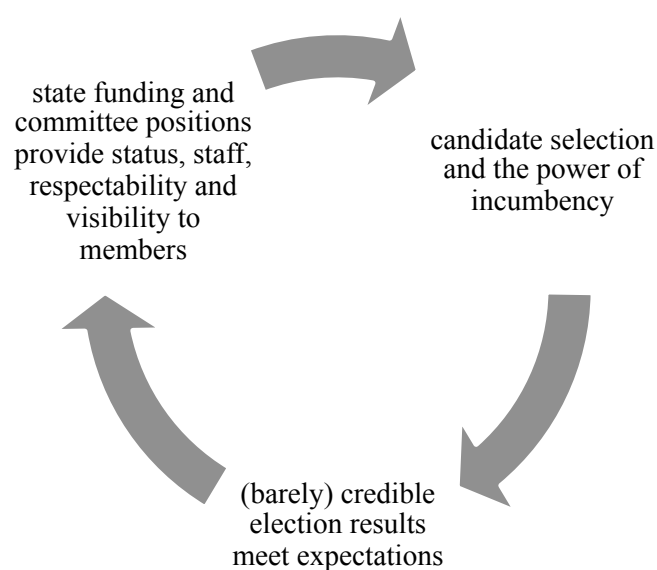 state funding and
committee positions
provide status, staff,
respectability and
visibility to
members
candidate selection
and the power of
incumbency
(barely) credible
election results
meet expectations